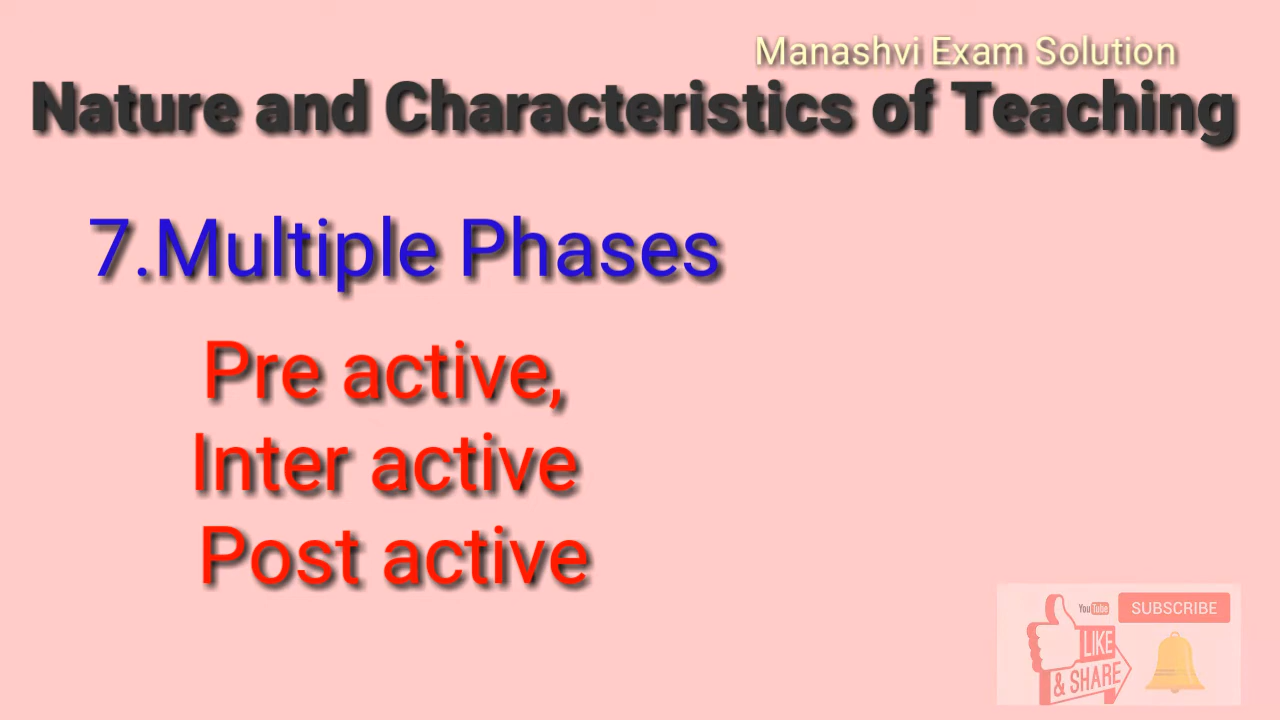 Manashvi Exam Solution
Nature and Characteristics of Teaching
7.Multiple Phases
Pre active,
Inter active
Post active
YouTube SUBSCRIBE
LIKE
& SHARE